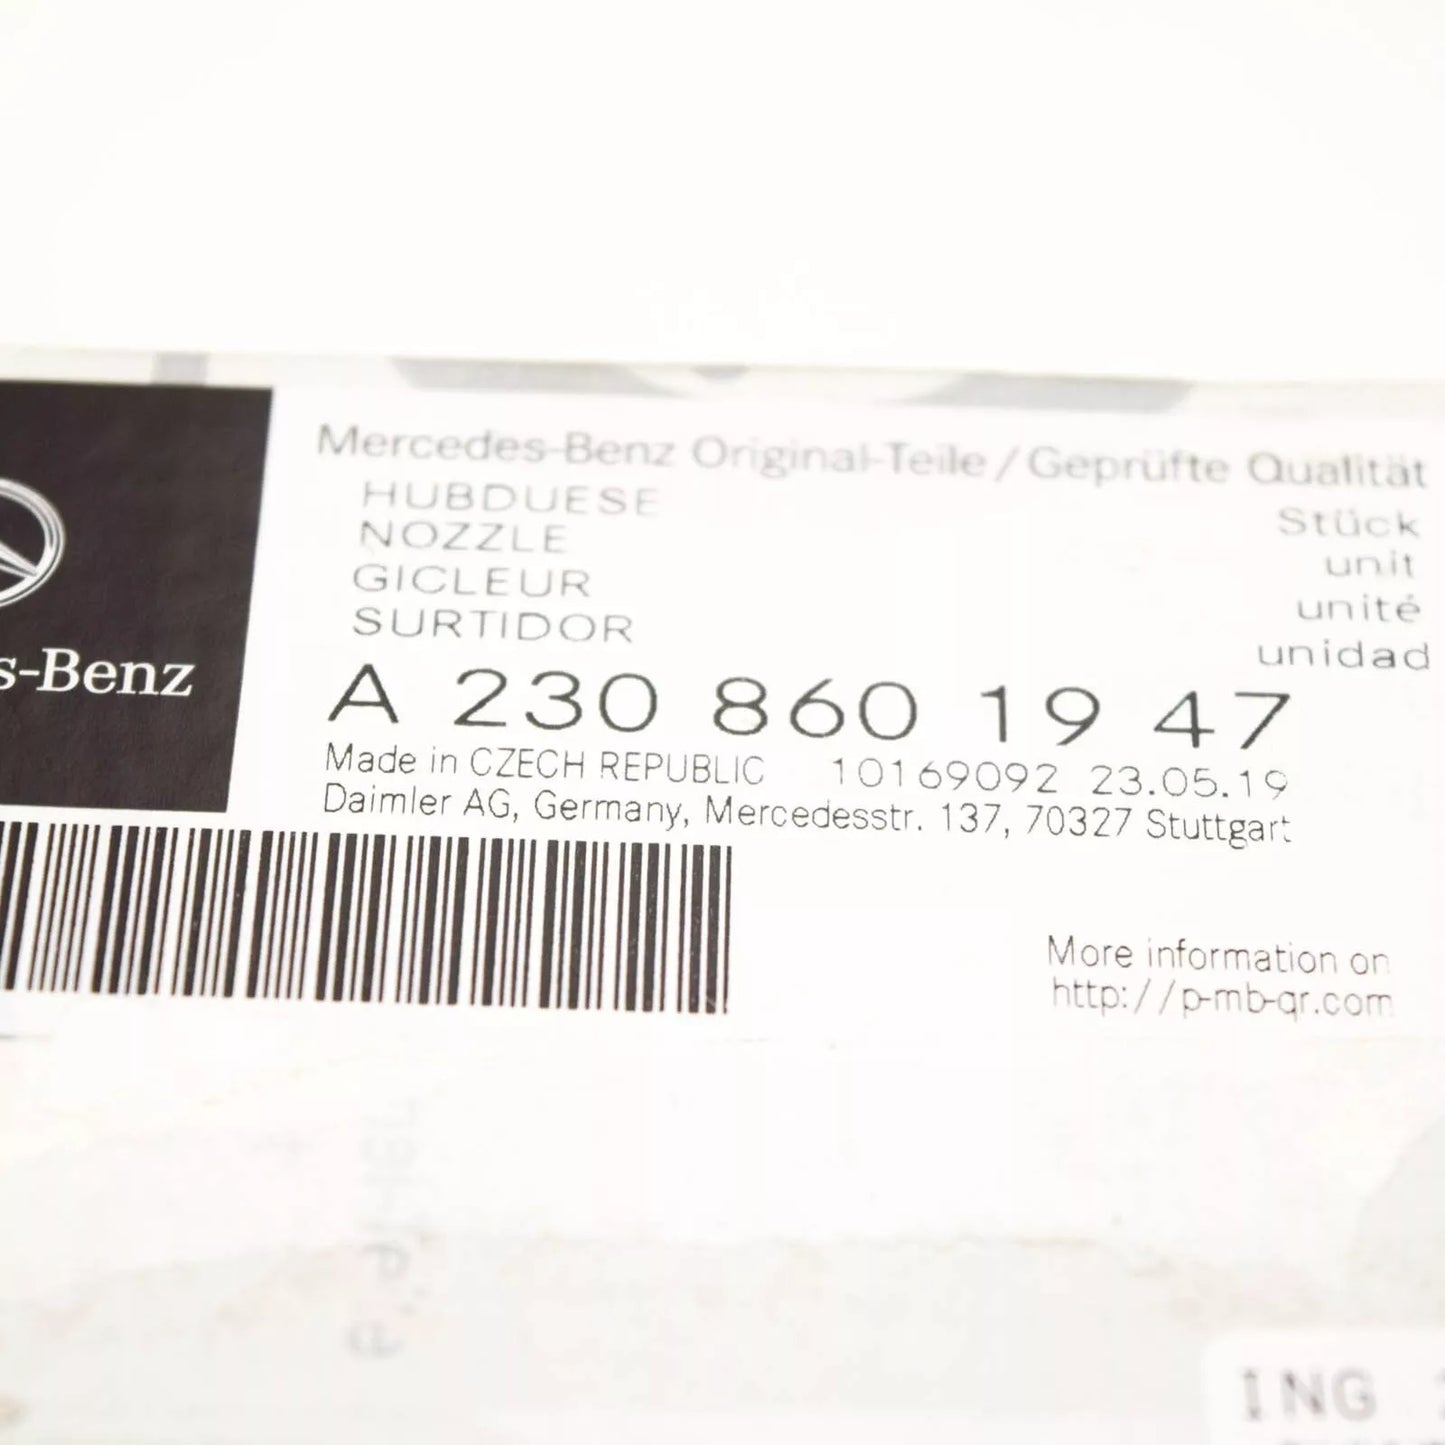 Mercedes-Benz Original-Teile / Geprüfte Qualität
HUBDUESE Stück
NOZZLE unit
GICLEUR unité
SURTIDOR unidad
s-Benz
A 230 860 19 47
Made in CZECH REPUBLIC 10169092 23.05.19
Daimler AG, Germany, Mercedesstr. 137, 70327 Stuttgart
More information on
http://p-mb-qr.com
ING